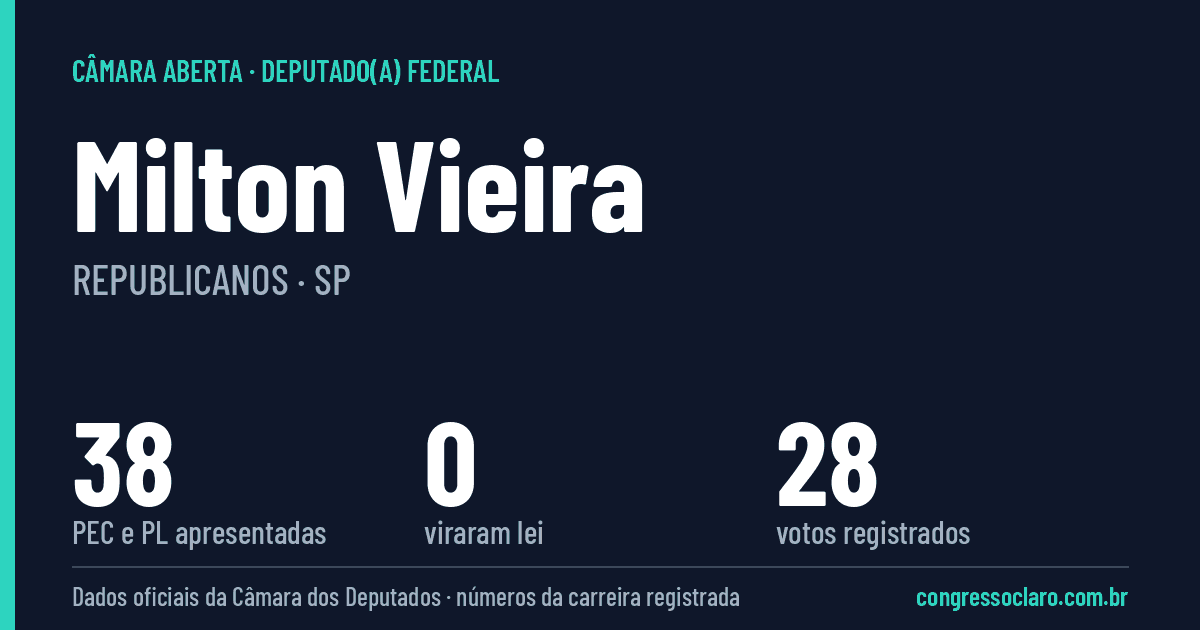 CÂMARA ABERTA · DEPUTADO(A) FEDERAL
Milton Vieira
REPUBLICANOS · SP
38 0 28
PEC e PL apresentadas viraram lei votos registrados
Dados oficiais da Câmara dos Deputados · números da carreira registrada congressoclaro.com.br